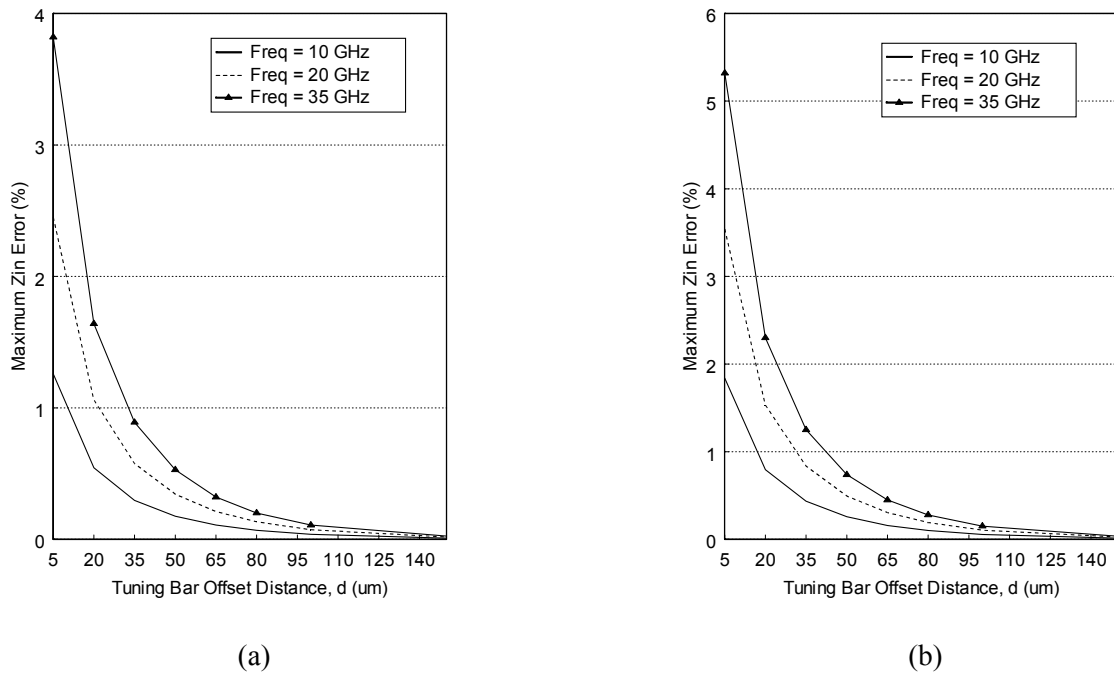 4
3
2
1
0
Maximum Zin Error (%)
Freq = 10 GHz
Freq = 20 GHz
Freq = 35 GHz
5 20 35 50 65 80 95 110 125 140
Tuning Bar Offset Distance, d (um)
(a)
6
5
4
3
2
1
0
Maximum Zin Error (%)
Freq = 10 GHz
Freq = 20 GHz
Freq = 35 GHz
5 20 35 50 65 80 95 110 125 140
Tuning Bar Offset Distance, d (um)
(b)